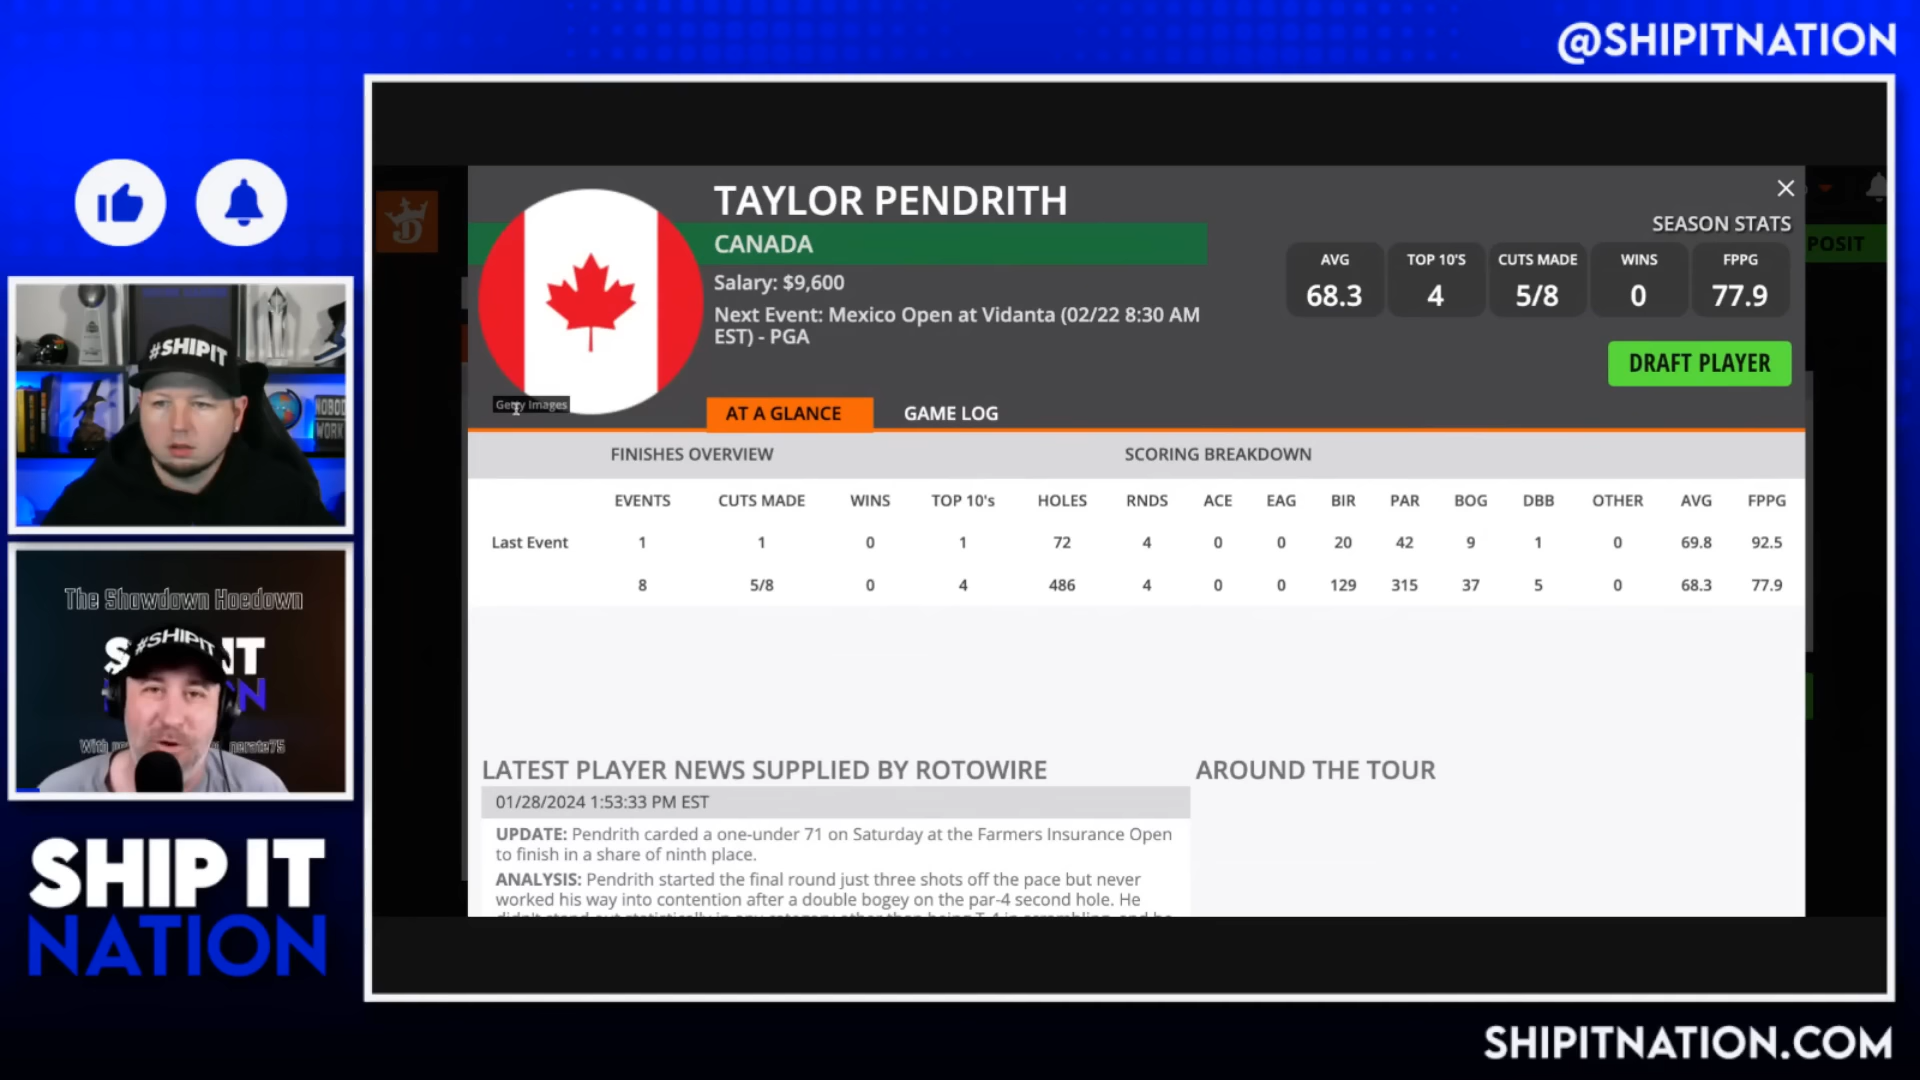 @SHIPITNATION
#SHIPIT
NOBOD
WORK
The Showdown Hoedown
#SHIPIT
IT
N
SHIP IT
NATION
TAYLOR PENDRITH
CANADA
Salary: $9,600
Next Event: Mexico Open at Vidanta (02/22 8:30 AM
EST) - PGA
Getty Images
SEASON STATS
AVG TOP 10'S CUTS MADE WINS FPPG
68.3 4 5/8 0 77.9
POSIT
DRAFT PLAYER
AT A GLANCE GAME LOG
FINISHES OVERVIEW SCORING BREAKDOWN
EVENTS CUTS MADE WINS TOP 10's HOLES RNDS ACE EAG BIR PAR BOG DBB OTHER AVG FPPG
Last Event 1 1 0 1 72 4 0 0 20 42 9 1 0 69.8 92.5
8 5/8 0 4 486 4 0 0 129 315 37 5 0 68.3 77.9
LATEST PLAYER NEWS SUPPLIED BY ROTOWIRE
01/28/2024 1:53:33 PM EST
UPDATE: Pendrith carded a one-under 71 on Saturday at the Farmers Insurance Open
to finish in a share of ninth place.
ANALYSIS: Pendrith started the final round just three shots off the pace but never
worked his way into contention after a double bogey on the par-4 second hole. He
AROUND THE TOUR
SHIPITNATION.COM